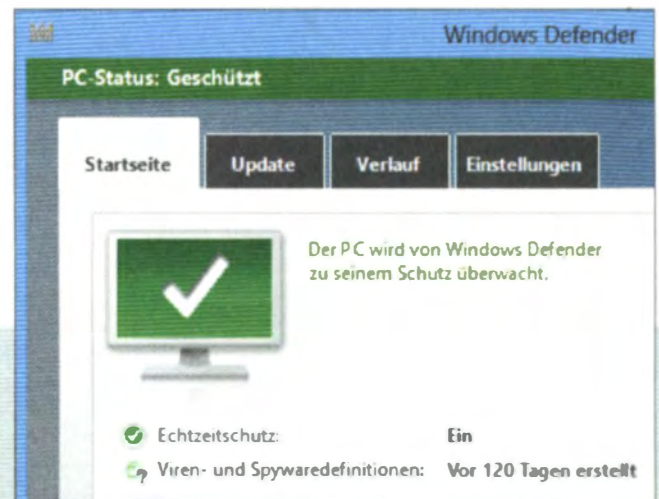 Windows Defender
PC-Status: Geschützt
Startseite
Update
Verlauf
Einstellungen
Der PC wird von Windows Defender
zu seinem Schutz überwacht.
Echtzeitschutz: Ein
Viren- und Spywaredefinitionen: Vor 120 Tagen erstellt